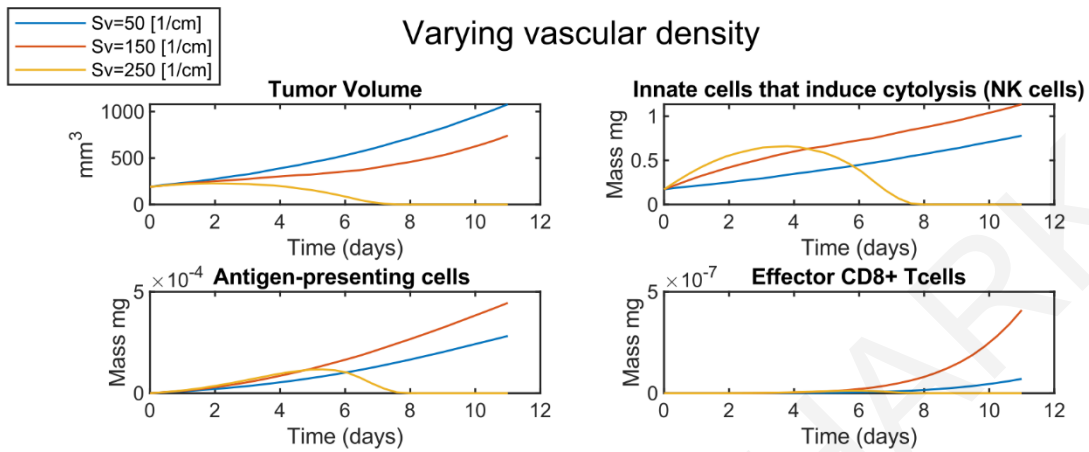 Sv=50 [1/cm]
Sv=150 [1/cm]
Sv=250 [1/cm]
Varying vascular density
Tumor Volume
mm³
1000
500
0
0 2 4 6 8 10 12
Time (days)
Innate cells that induce cytolysis (NK cells)
Mass mg
1
0.5
0
0 2 4 6 8 10 12
Time (days)
×10⁻⁴
Antigen-presenting cells
Mass mg
5
0
0 2 4 6 8 10 12
Time (days)
×10⁻⁷
Effector CD8+ Tcells
Mass mg
5
0
0 2 4 6 8 10 12
Time (days)